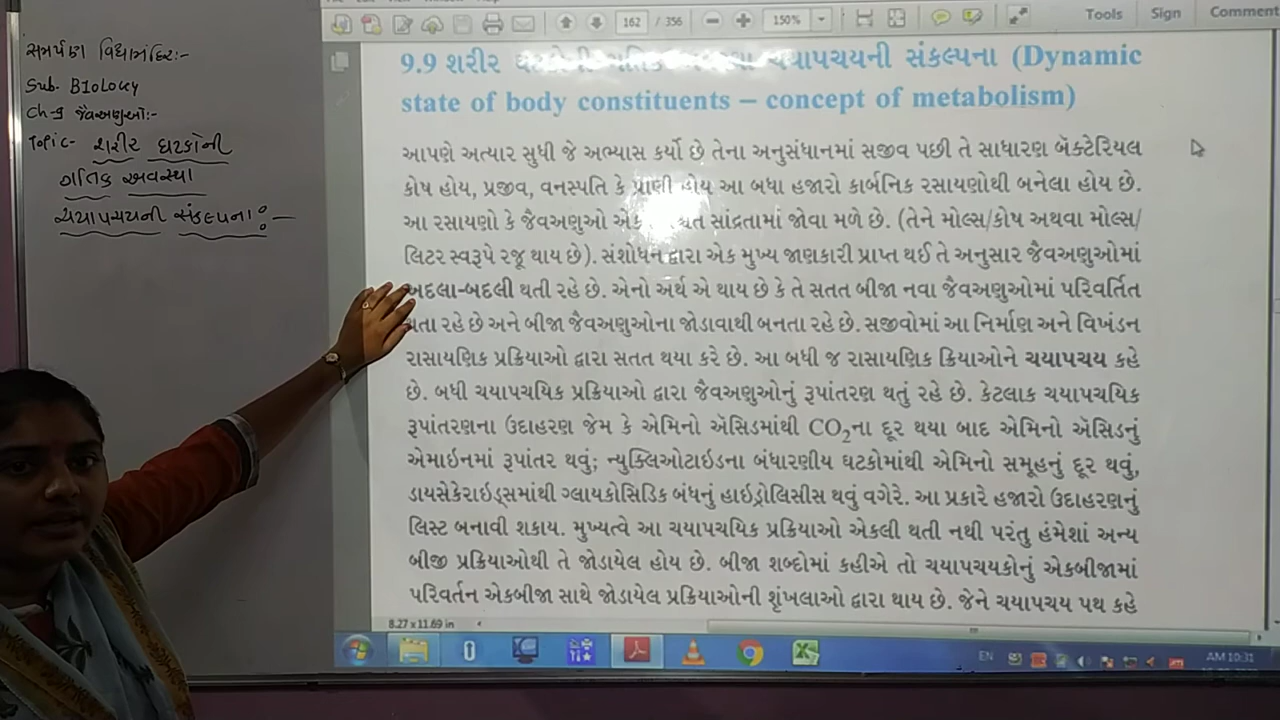 સમર્પણ વિદ્યામંદિર:-
Sub. Biology
Ch-9 જૈવઅણુઓ:-
Topic- શરીર ઘટકોની
ગતિક અવસ્થા
ચયાપચયની સંકલ્પના:-
162 / 356
150%
Tools Sign Comment
9.9 શરીર ચયાપચયની સંકલ્પના (Dynamic
state of body constituents – concept of metabolism)
આપણે અત્યાર સુધી જે અભ્યાસ કર્યો છે તેના અનુસંધાનમાં સજીવ પછી તે સાધારણ બૅક્ટેરિયલ
કોષ હોય, પ્રજીવ, વનસ્પતિ કે પ્રાણી હોય આ બધા હજારો કાર્બનિક રસાયણોથી બનેલા હોય છે.
આ રસાયણો કે જૈવઅણુઓ સાંદ્રતામાં જોવા મળે છે. (તેને મોલ્સ/કોષ અથવા મોલ્સ/
લિટર સ્વરૂપે રજૂ થાય છે). સંશોધન દ્વારા એક મુખ્ય જાણકારી પ્રાપ્ત થઈ તે અનુસાર જૈવઅણુઓમાં
અદલા-બદલી થતી રહે છે. એનો અર્થ એ થાય છે કે તે સતત બીજા નવા જૈવઅણુઓમાં પરિવર્તિત
થતા રહે છે અને બીજા જૈવઅણુઓના જોડાવાથી બનતા રહે છે. સજીવોમાં આ નિર્માણ અને વિખંડન
રાસાયણિક પ્રક્રિયાઓ દ્વારા સતત થયા કરે છે. આ બધી જ રાસાયણિક ક્રિયાઓને ચયાપચય કહે
છે. બધી ચયાપચયિક પ્રક્રિયાઓ દ્વારા જૈવઅણુઓનું રૂપાંતરણ થતું રહે છે. કેટલાક ચયાપચયિક
રૂપાંતરણના ઉદાહરણ જેમ કે એમિનો ઍસિડમાંથી CO₂ના દૂર થયા બાદ એમિનો ઍસિડનું
એમાઇનમાં રૂપાંતર થવું; ન્યુક્લિઓટાઇડના બંધારણીય ઘટકોમાંથી એમિનો સમૂહનું દૂર થવું,
ડાયસેકેરાઇડ્સમાંથી ગ્લાયકોસિડિક બંધનું હાઇડ્રોલિસીસ થવું વગેરે. આ પ્રકારે હજારો ઉદાહરણનું
લિસ્ટ બનાવી શકાય. મુખ્યત્વે આ ચયાપચયિક પ્રક્રિયાઓ એકલી થતી નથી પરંતુ હંમેશાં અન્ય
બીજી પ્રક્રિયાઓથી તે જોડાયેલ હોય છે. બીજા શબ્દોમાં કહીએ તો ચયાપચયકોનું એકબીજામાં
પરિવર્તન એકબીજા સાથે જોડાયેલ પ્રક્રિયાઓની શૃંખલાઓ દ્વારા થાય છે. જેને ચયાપચય પથ કહે
8.27 x 11.69 in
EN
AM 10:31